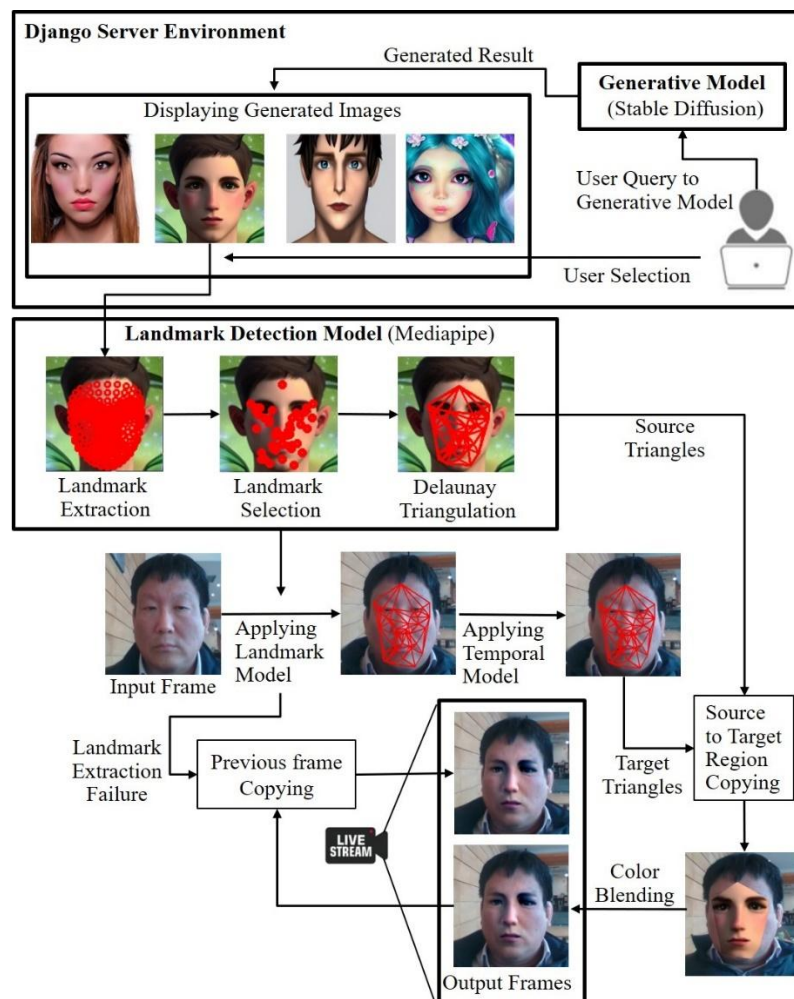 Django Server Environment
Generated Result
Generative Model
(Stable Diffusion)
Displaying Generated Images
User Query to
Generative Model
User Selection
Landmark Detection Model (Mediapipe)
Landmark
Extraction
Landmark
Selection
Delaunay
Triangulation
Source
Triangles
Input Frame
Applying
Landmark
Model
Applying
Temporal
Model
Landmark
Extraction
Failure
Previous frame
Copying
Target
Triangles
Source
to Target
Region
Copying
LIVE
STREAM
Color
Blending
Output Frames